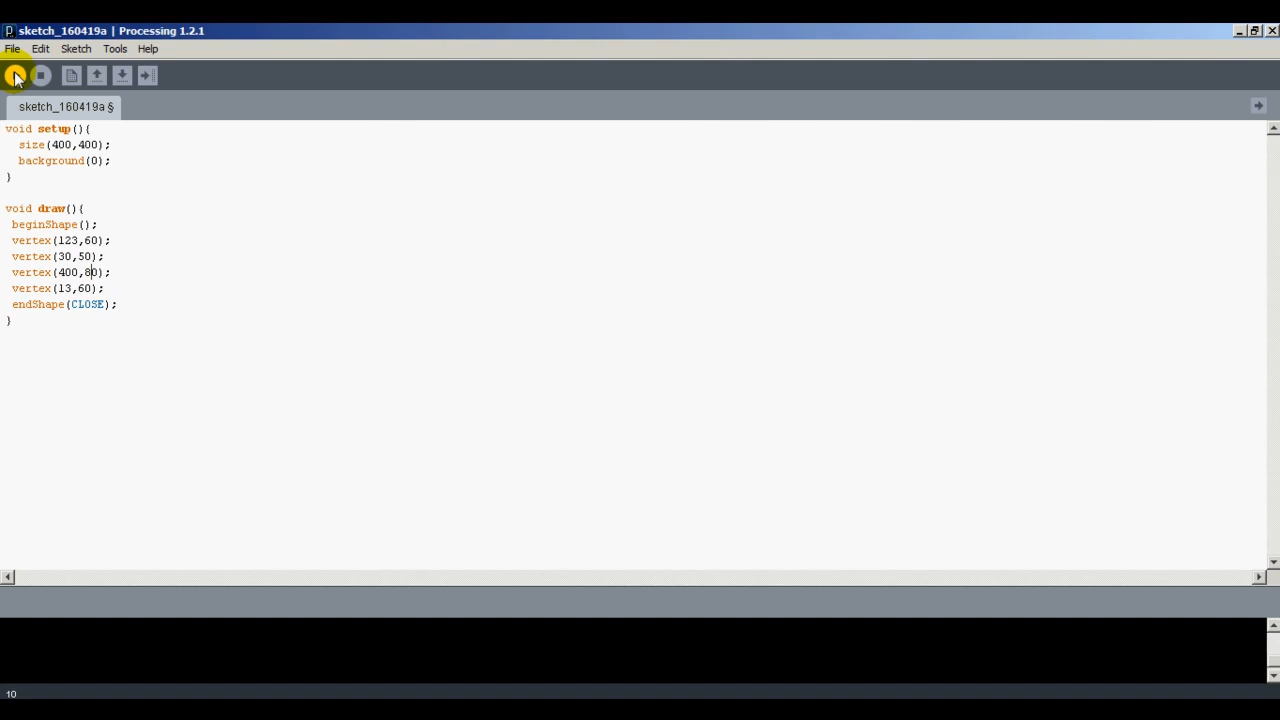 sketch_160419a | Processing 1.2.1
File Edit Sketch Tools Help
sketch_160419a §
void setup(){
size(400,400);
background(0);
}
void draw(){
beginShape();
vertex(123,60);
vertex(30,50);
vertex(400,80);
vertex(13,60);
endShape(CLOSE);
}
10